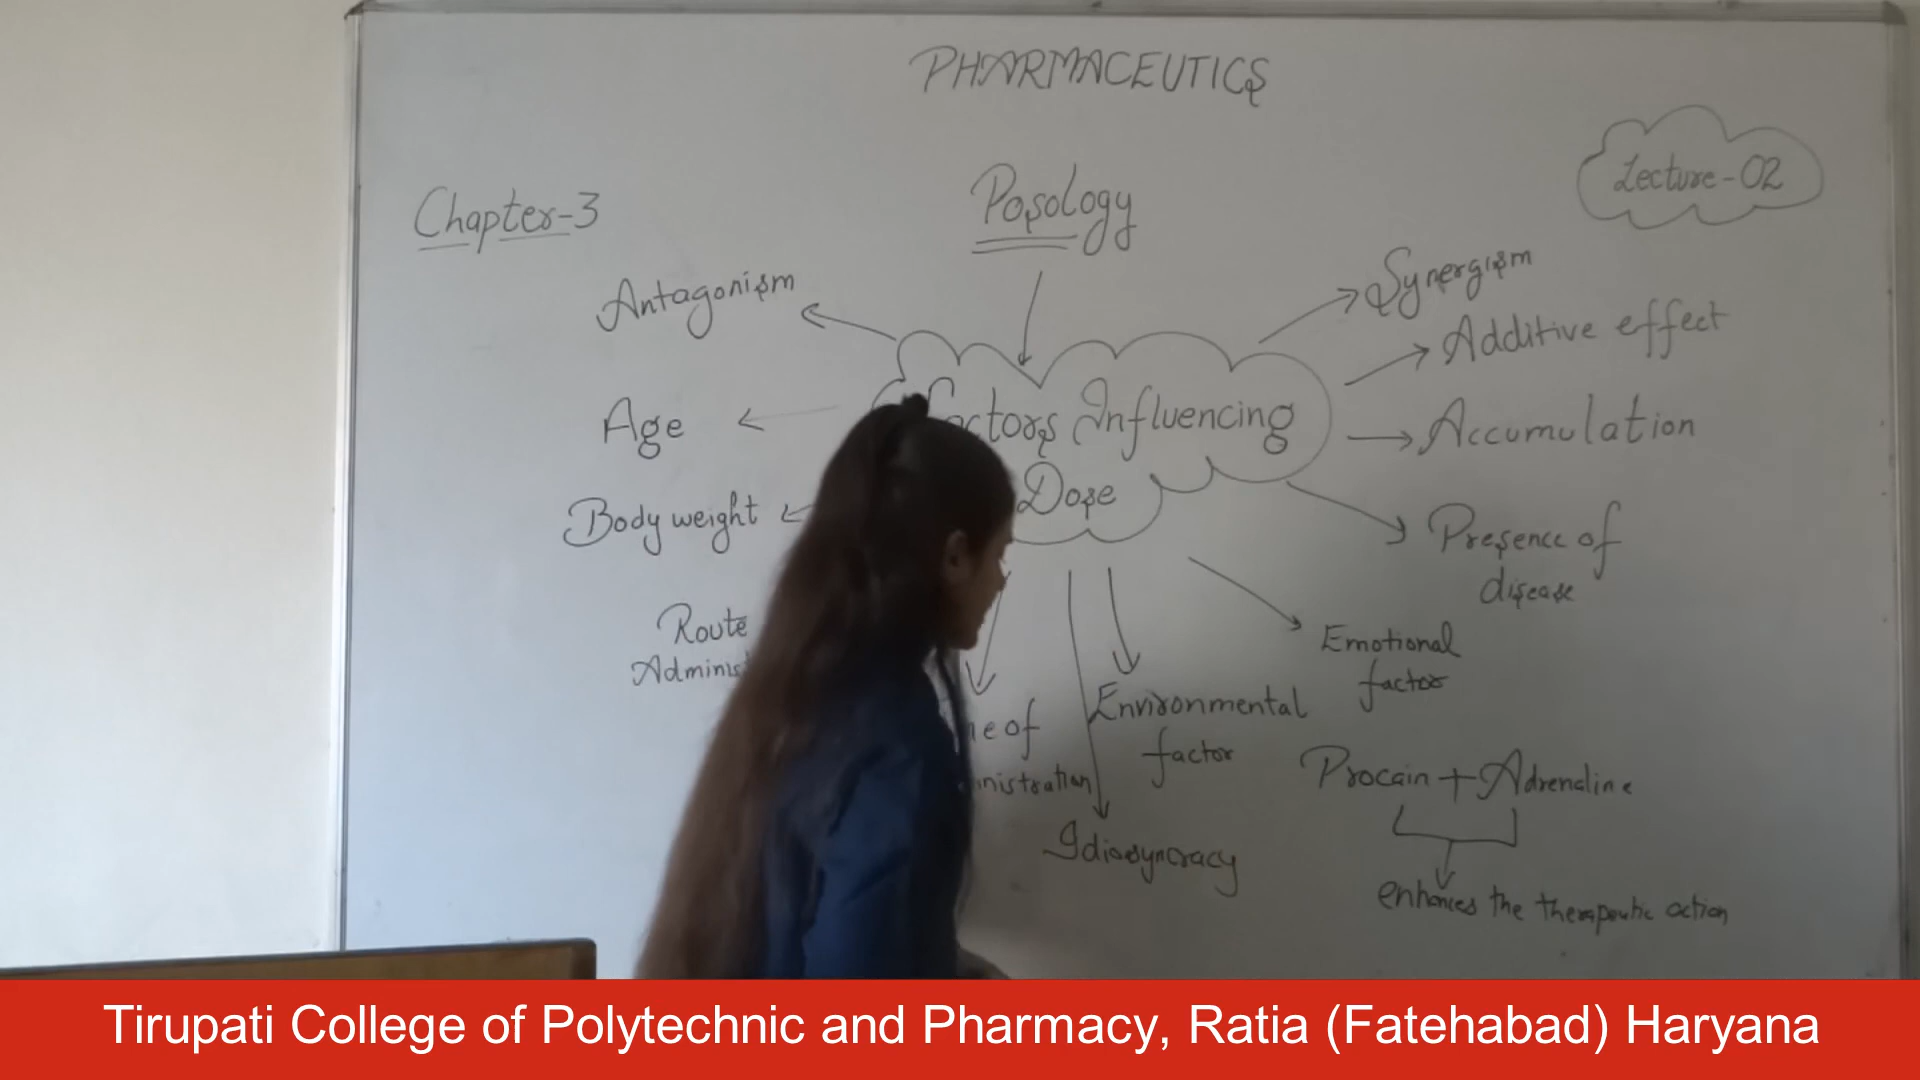 PHARMACEUTICS
Lecture-02
Chapter-3
Posology
Antagonism
Synergism
Additive effect
Age
Factors Influencing
Dose
Accumulation
Body weight
Presence of
disease
Route
Emotional
factor
Environmental
factor
of
Idiosyncracy
Procain + Adrenaline
enhances the therapeutic action
Tirupati College of Polytechnic and Pharmacy, Ratia (Fatehabad) Haryana